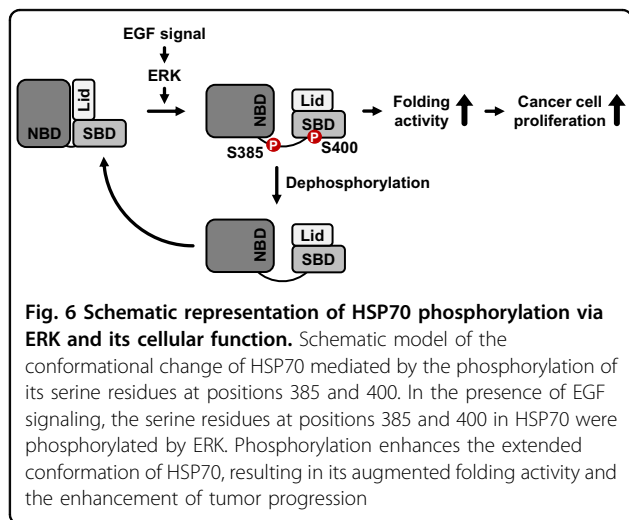 EGF signal
ERK
Lid
NBD
SBD
NBD
Lid
SBD
P
P
S385
S400
Folding
activity
Cancer cell
proliferation
Dephosphorylation
NBD
Lid
SBD
Fig. 6 Schematic representation of HSP70 phosphorylation via
ERK and its cellular function. Schematic model of the
conformational change of HSP70 mediated by the phosphorylation of
its serine residues at positions 385 and 400. In the presence of EGF
signaling, the serine residues at positions 385 and 400 in HSP70 were
phosphorylated by ERK. Phosphorylation enhances the extended
conformation of HSP70, resulting in its augmented folding activity and
the enhancement of tumor progression